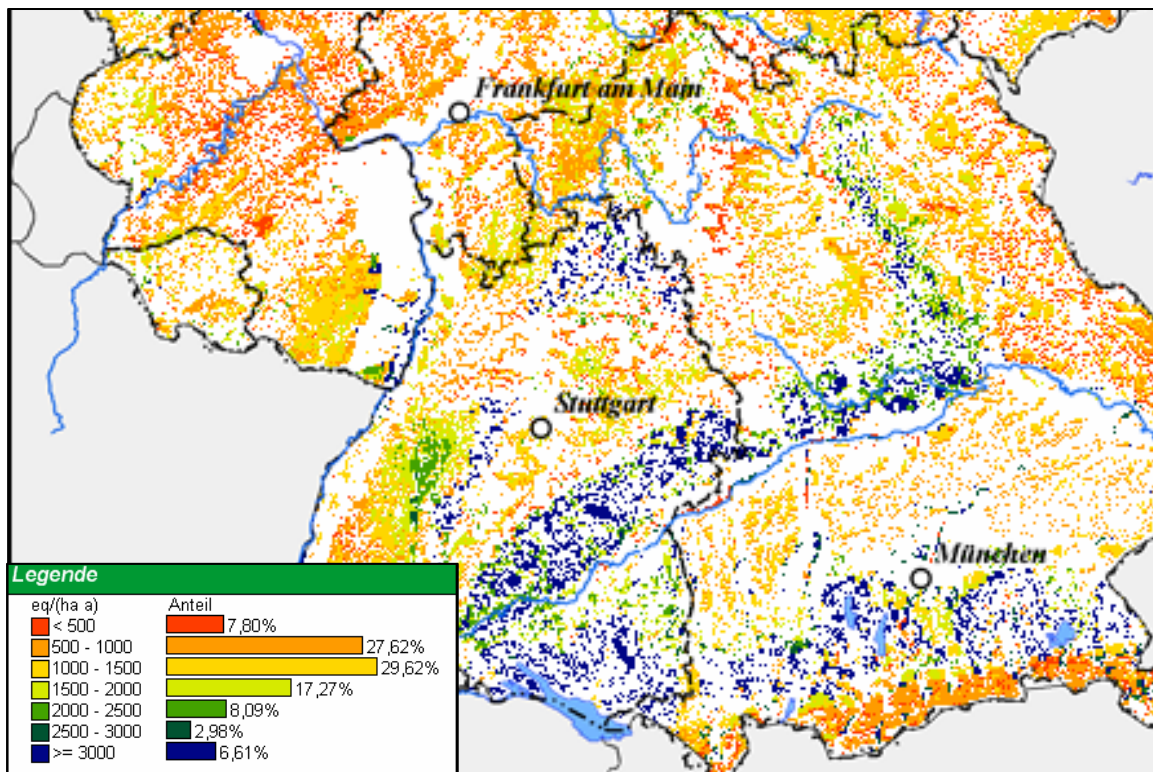 Frankfurt am Main
Stuttgart
München
Legende
eq/(ha a) Anteil
< 500 7,80%
500 - 1000 27,62%
1000 - 1500 29,62%
1500 - 2000 17,27%
2000 - 2500 8,09%
2500 - 3000 2,98%
>= 3000 6,61%